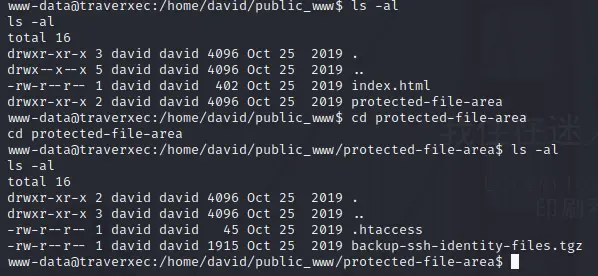 www-data@traverxec:/home/david/public_www$ ls -al
ls -al
total 16
drwxr-xr-x 3 david david 4096 Oct 25  2019 .
drwx--x--x 5 david david 4096 Oct 25  2019 ..
-rw-r--r-- 1 david david  402 Oct 25  2019 index.html
drwxr-xr-x 2 david david 4096 Oct 25  2019 protected-file-area
www-data@traverxec:/home/david/public_www$ cd protected-file-area
cd protected-file-area
www-data@traverxec:/home/david/public_www/protected-file-area$ ls -al
ls -al
total 16
drwxr-xr-x 2 david david 4096 Oct 25  2019 .
drwxr-xr-x 3 david david 4096 Oct 25  2019 ..
-rw-r--r-- 1 david david   45 Oct 25  2019 .htaccess
-rw-r--r-- 1 david david 1915 Oct 25  2019 backup-ssh-identity-files.tgz
www-data@traverxec:/home/david/public_www/protected-file-area$